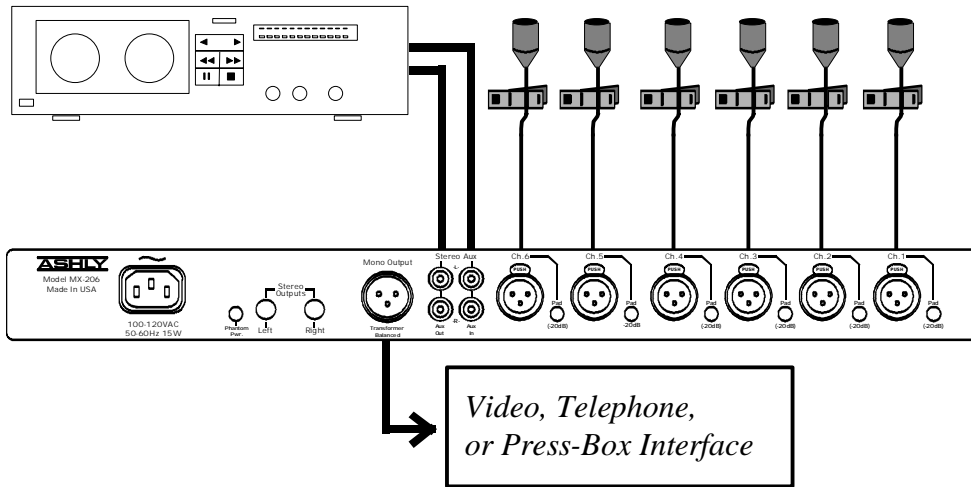 ASHLY
Model MX-206
Made In USA
100-120VAC
50-60Hz 15W
Phantom
Pwr.
Stereo
Outputs
Left
Right
Mono Output
Transformer
Balanced
Stereo Aux
-L-
-R-
Aux
Out
Aux
In
Ch.6
PUSH
Pad
(-20dB)
Ch.5
PUSH
Pad
-20dB
Ch.4
PUSH
Pad
(-20dB)
Ch.3
PUSH
Pad
(-20dB)
Ch.2
PUSH
Pad
(-20dB)
Ch.1
PUSH
Pad
(-20dB)
Video, Telephone,
or Press-Box Interface